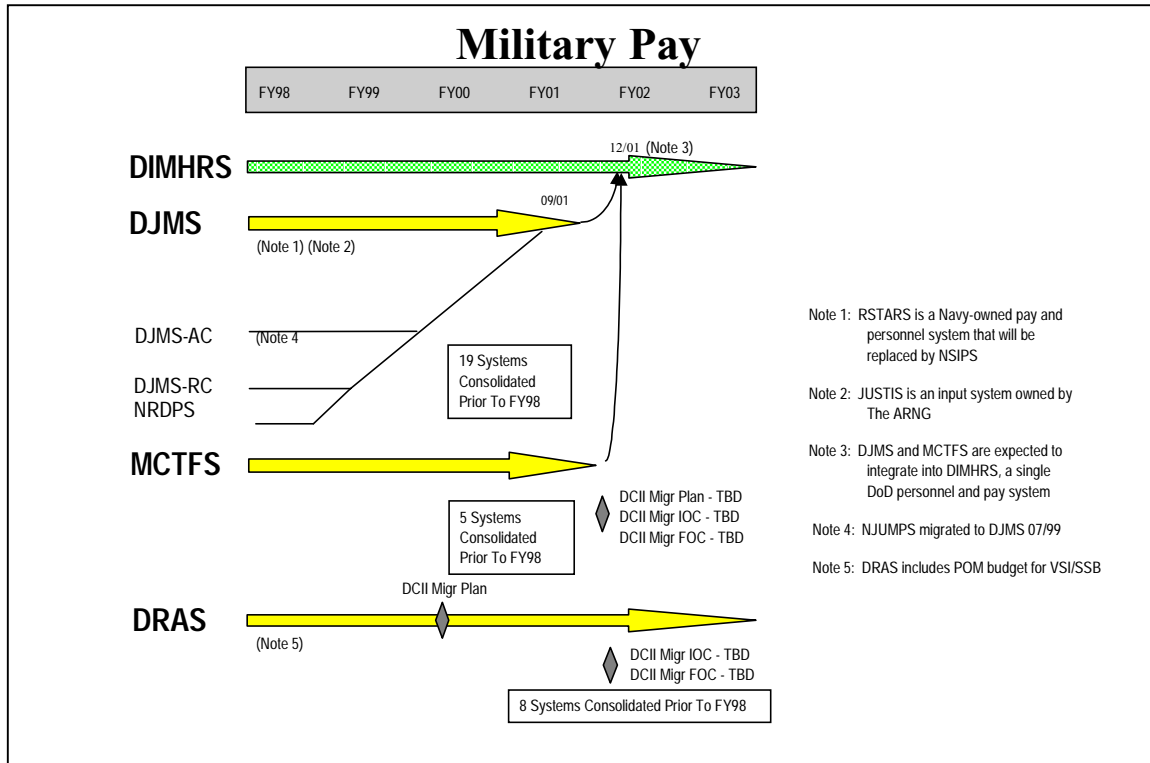 Military Pay
FY98 FY99 FY00 FY01 FY02 FY03
12/01 (Note 3)
DIMHRS
09/01
DJMS
(Note 1) (Note 2)
DJMS-AC
(Note 4
DJMS-RC
NRDPS
19 Systems
Consolidated
Prior To FY98
MCTFS
DCII Migr Plan - TBD
DCII Migr IOC - TBD
DCII Migr FOC - TBD
5 Systems
Consolidated
Prior To FY98
DCII Migr Plan
DRAS
(Note 5)
DCII Migr IOC - TBD
DCII Migr FOC - TBD
8 Systems Consolidated Prior To FY98
Note 1: RSTARS is a Navy-owned pay and
personnel system that will be
replaced by NSIPS
Note 2: JUSTIS is an input system owned by
The ARNG
Note 3: DJMS and MCTFS are expected to
integrate into DIMHRS, a single
DoD personnel and pay system
Note 4: NJUMPS migrated to DJMS 07/99
Note 5: DRAS includes POM budget for VSI/SSB